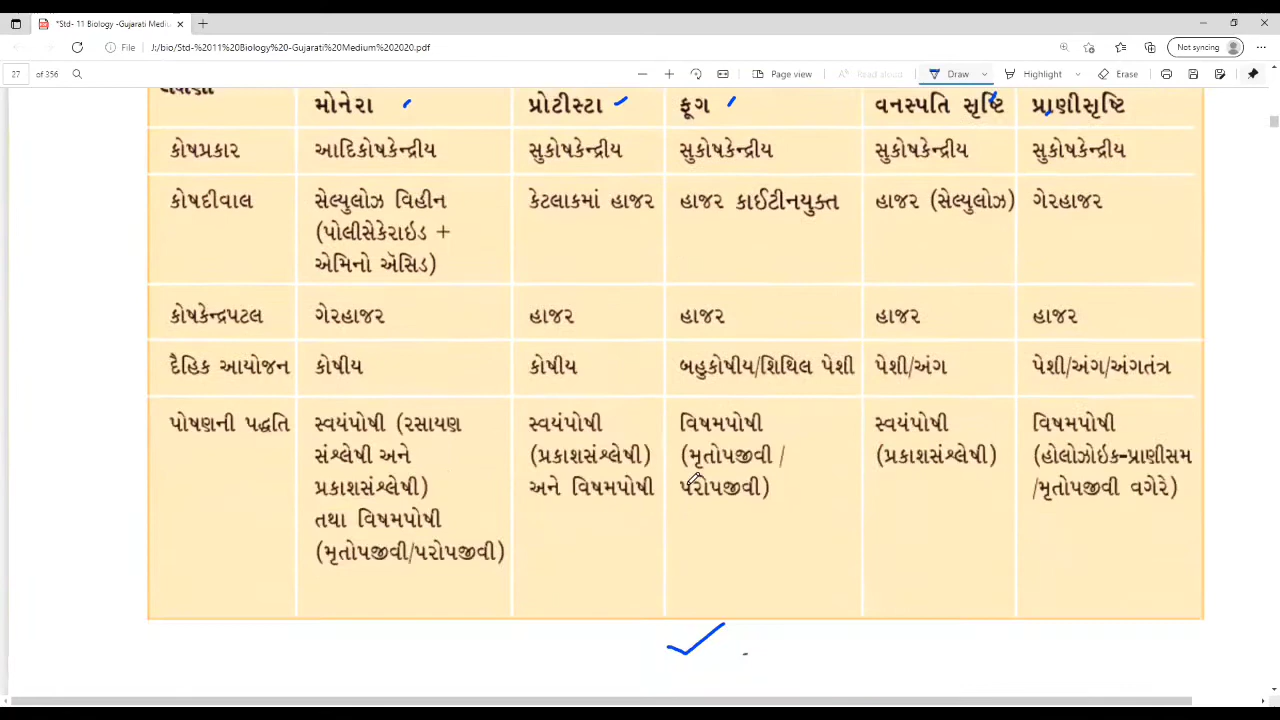 *Std- 11 Biology -Gujarati Mediu
File J:/bio/Std-%2011%20Biology%20-Gujarati%20Medium%202020.pdf Not syncing
27 of 356 Page view Read aloud Draw Highlight Erase
મોનેરા પ્રોટીસ્ટા ફૂગ વનસ્પતિ સૃષ્ટિ પ્રાણીસૃષ્ટિ
કોષપ્રકાર આદિકોષકેન્દ્રીય સુકોષકેન્દ્રીય સુકોષકેન્દ્રીય સુકોષકેન્દ્રીય સુકોષકેન્દ્રીય
કોષદીવાલ સેલ્યુલોઝ વિહીન કેટલાકમાં હાજર હાજર કાઈટીનયુક્ત હાજર (સેલ્યુલોઝ) ગેરહાજર
(પોલીસેકેરાઇડ +
એમિનો ઍસિડ)
કોષકેન્દ્રપટલ ગેરહાજર હાજર હાજર હાજર હાજર
દૈહિક આયોજન કોષીય કોષીય બહુકોષીય/શિથિલ પેશી પેશી/અંગ પેશી/અંગ/અંગતંત્ર
પોષણની પદ્ધતિ સ્વયંપોષી (રસાયણ સ્વયંપોષી વિષમપોષી સ્વયંપોષી વિષમપોષી
સંશ્લેષી અને (પ્રકાશસંશ્લેષી) (મૃતોપજીવી / (પ્રકાશસંશ્લેષી) (હોલોઝોઇક-પ્રાણીસમ
પ્રકાશસંશ્લેષી) અને વિષમપોષી પરોપજીવી) /મૃતોપજીવી વગેરે)
તથા વિષમપોષી
(મૃતોપજીવી/પરોપજીવી)